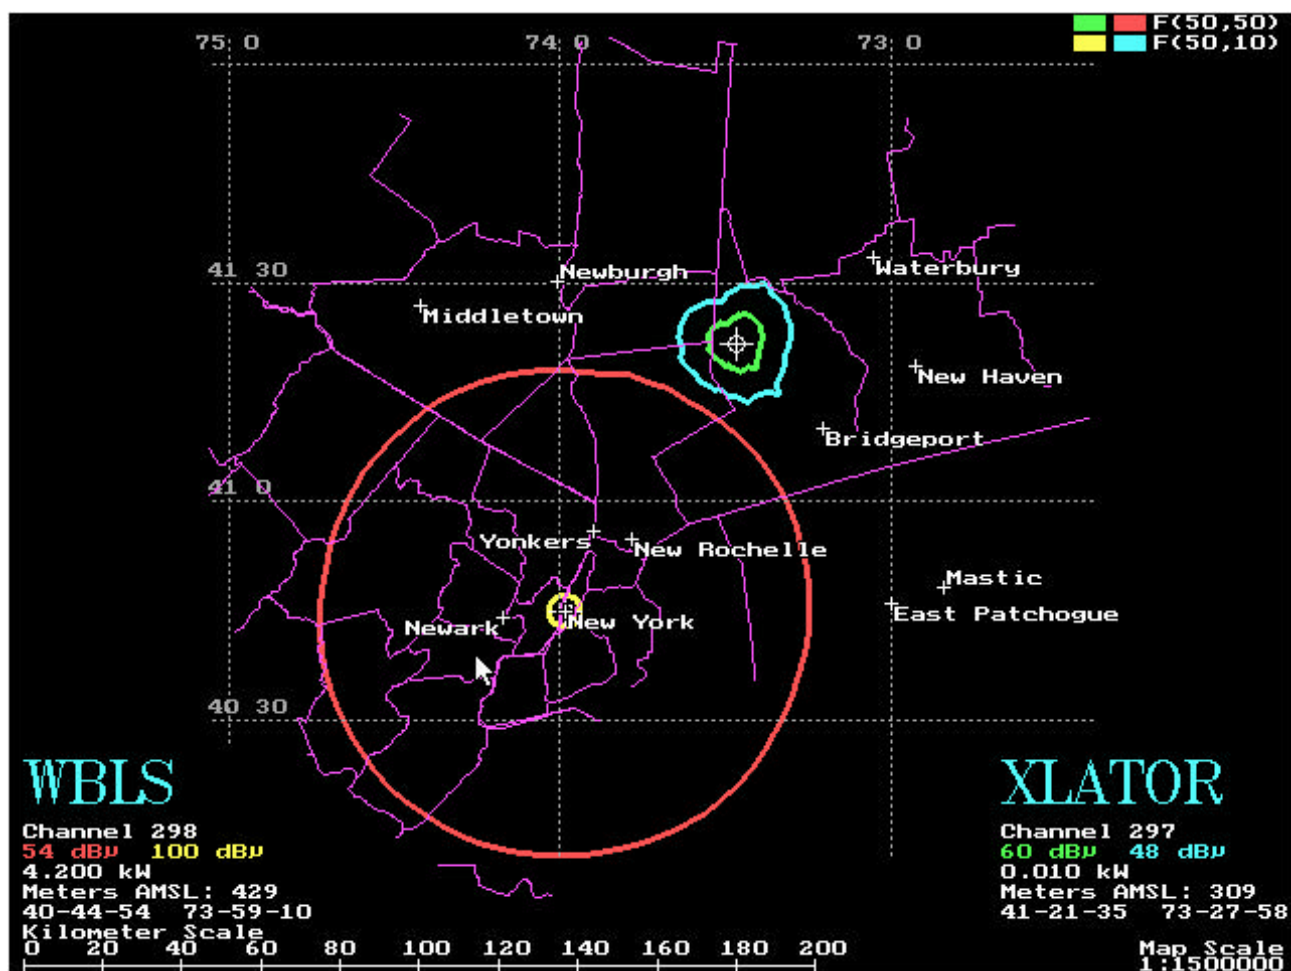 F(50,50)
F(50,10)
75 0
74 0
73 0
41 30
Newburgh
Waterbury
Middletown
New Haven
Bridgeport
41 0
Yonkers
New Rochelle
Mastic
East Patchogue
New York
Newark
40 30
WBLS
Channel 298
54 dBµ 100 dBµ
4.200 kW
Meters AMSL: 429
40-44-54 73-59-10
Kilometer Scale
0 20 40 60 80 100 120 140 160 180 200
XLATOR
Channel 297
60 dBµ 48 dBµ
0.010 kW
Meters AMSL: 309
41-21-35 73-27-58
Map Scale
1:1500000